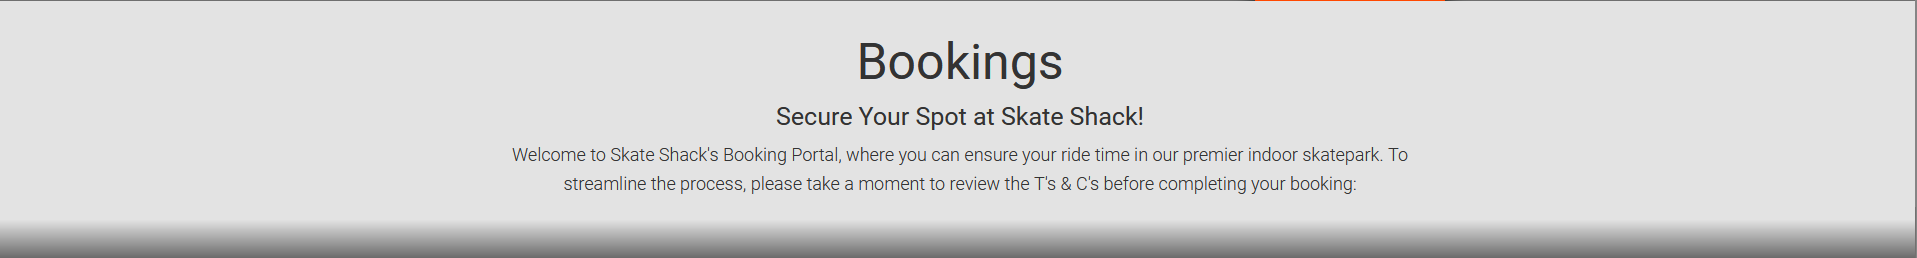 Bookings
Secure Your Spot at Skate Shack!
Welcome to Skate Shack's Booking Portal, where you can ensure your ride time in our premier indoor skatepark. To
streamline the process, please take a moment to review the T's & C's before completing your booking: